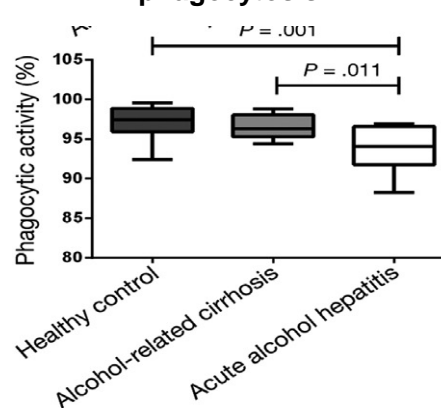 P = .001
P = .011
Phagocytic activity (%)
105
100
95
90
85
80
Healthy control
Alcohol-related cirrhosis
Acute alcohol hepatitis